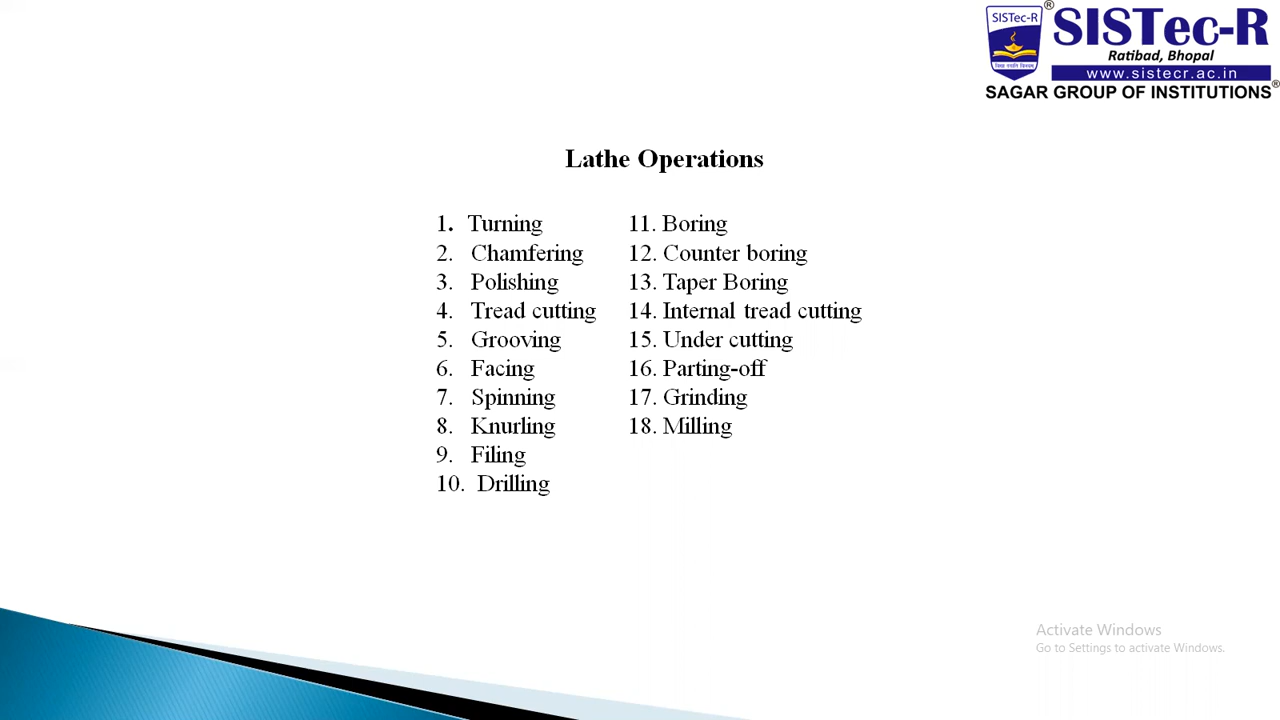 SISTec-R
SISTec-R
Ratibad, Bhopal
www.sistecr.ac.in
SAGAR GROUP OF INSTITUTIONS
Lathe Operations
1. Turning
2. Chamfering
3. Polishing
4. Tread cutting
5. Grooving
6. Facing
7. Spinning
8. Knurling
9. Filing
10. Drilling
11. Boring
12. Counter boring
13. Taper Boring
14. Internal tread cutting
15. Under cutting
16. Parting-off
17. Grinding
18. Milling
Activate Windows
Go to Settings to activate Windows.